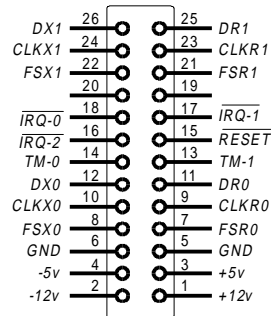 DX1 26 25 DR1
CLKX1 24 23 CLKR1
FSX1 22 21 FSR1
20 19
IRQ-0 18 17 IRQ-1
IRQ-2 16 15 RESET
TM-0 14 13 TM-1
DX0 12 11 DR0
CLKX0 10 9 CLKR0
FSX0 8 7 FSR0
GND 6 5 GND
-5v 4 3 +5v
-12v 2 1 +12v